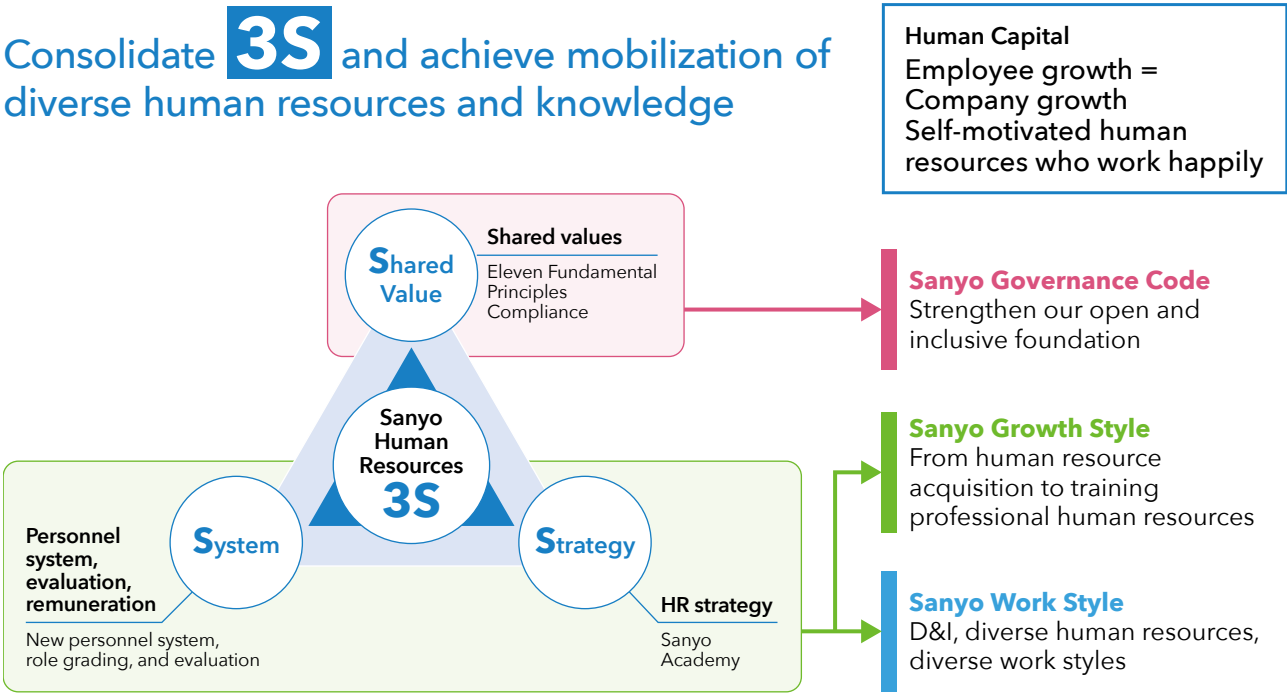 Consolidate 3S and achieve mobilization of
diverse human resources and knowledge
Human Capital
Employee growth =
Company growth
Self-motivated human
resources who work happily
Shared
Value
Shared values
Eleven Fundamental
Principles
Compliance
Sanyo
Human
Resources
3S
System
Personnel
system,
evaluation,
remuneration
New personnel system,
role grading, and evaluation
Strategy
HR strategy
Sanyo
Academy
Sanyo Governance Code
Strengthen our open and
inclusive foundation
Sanyo Growth Style
From human resource
acquisition to training
professional human resources
Sanyo Work Style
D&I, diverse human resources,
diverse work styles